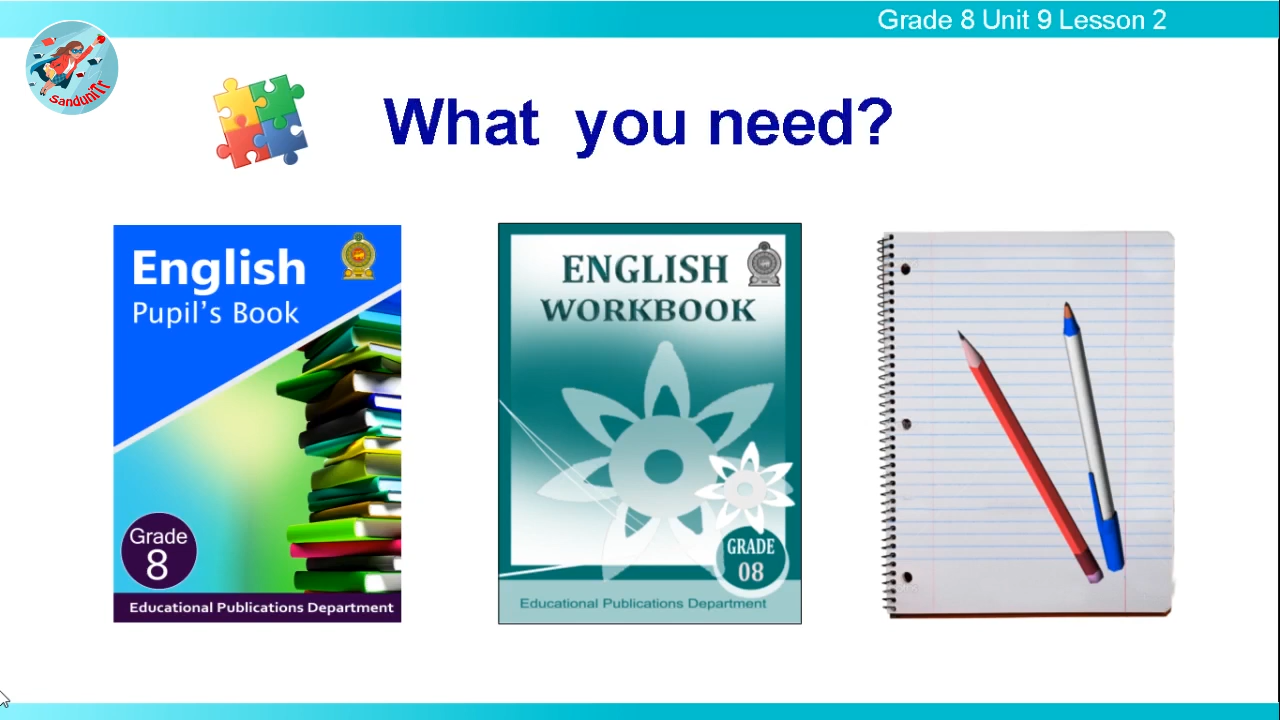 Grade 8 Unit 9 Lesson 2
SanduniTr
What you need?
English
Pupil's Book
Grade
8
Educational Publications Department
ENGLISH
WORKBOOK
GRADE
08
Educational Publications Department